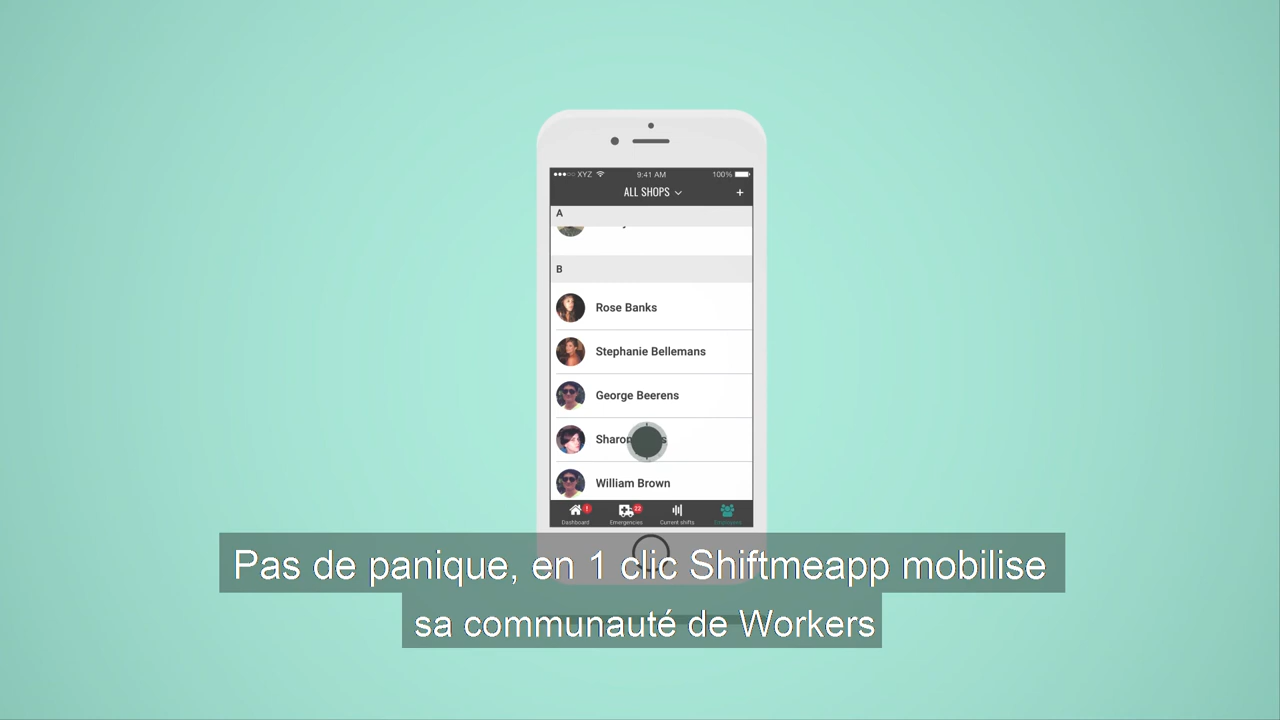 XYZ 9:41 AM 100%
ALL SHOPS +
A
B
Rose Banks
Stephanie Bellemans
George Beerens
William Brown
1 22
Dashboard Emergencies Current shifts Employees
Pas de panique, en 1 clic Shiftmeapp mobilise
sa communauté de Workers